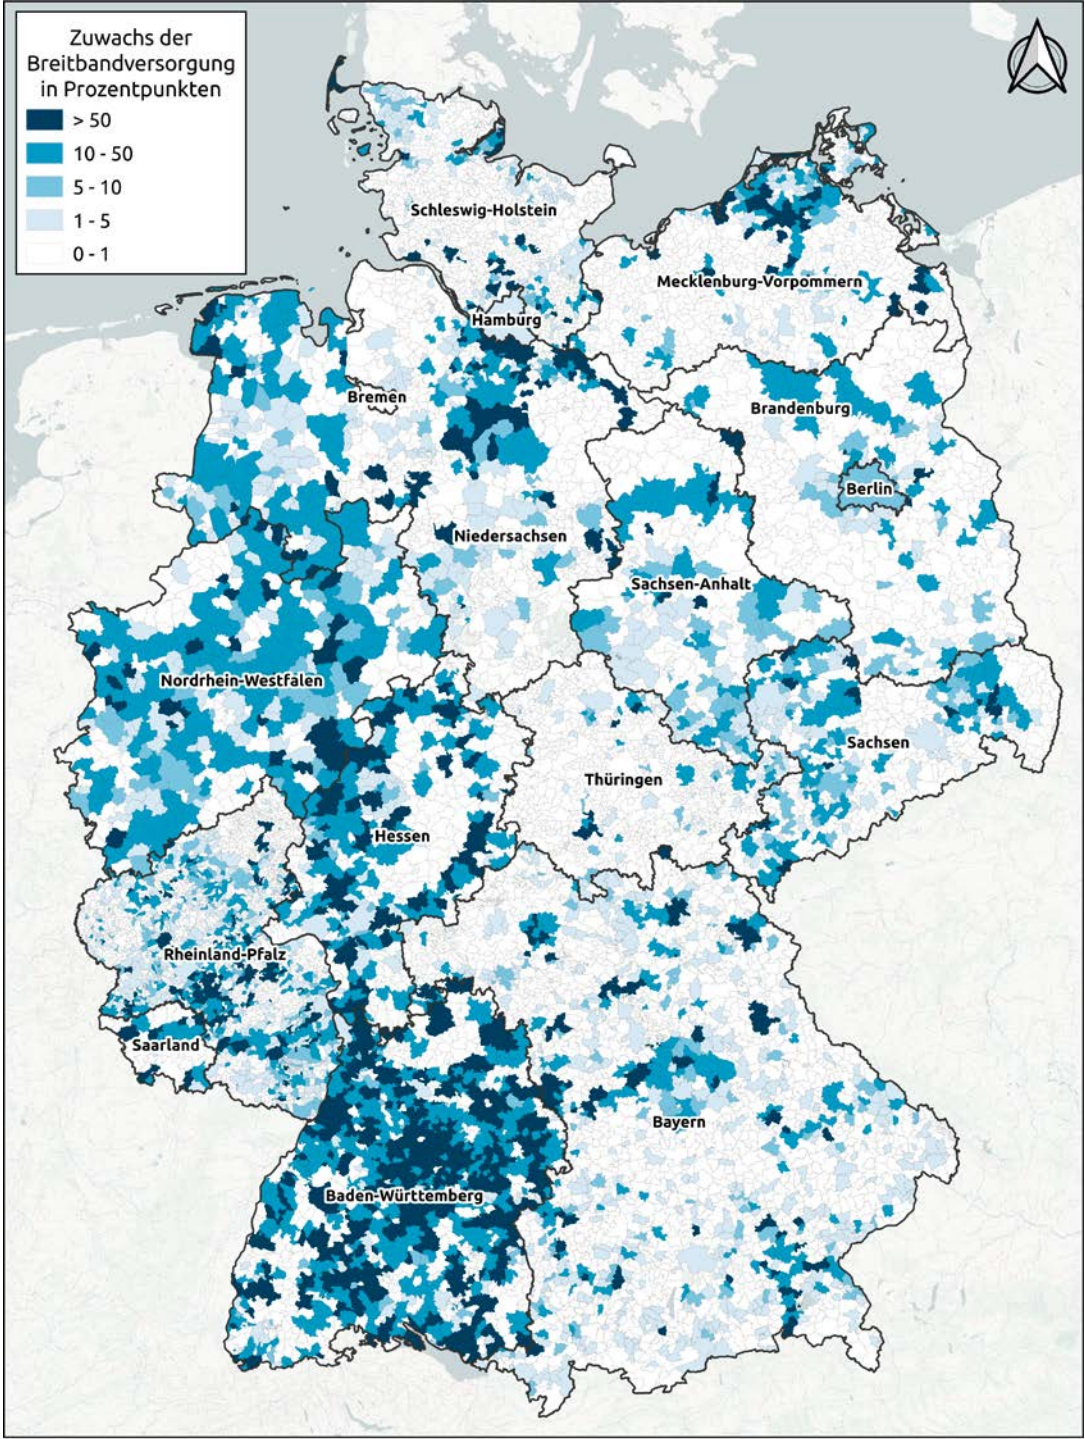 Zuwachs der
Breitbandversorgung
in Prozentpunkten
> 50
10 - 50
5 - 10
1 - 5
0 - 1
Schleswig-Holstein
Mecklenburg-Vorpommern
Hamburg
Bremen
Brandenburg
Berlin
Niedersachsen
Sachsen-Anhalt
Nordrhein-Westfalen
Sachsen
Thüringen
Hessen
Rheinland-Pfalz
Saarland
Bayern
Baden-Württemberg